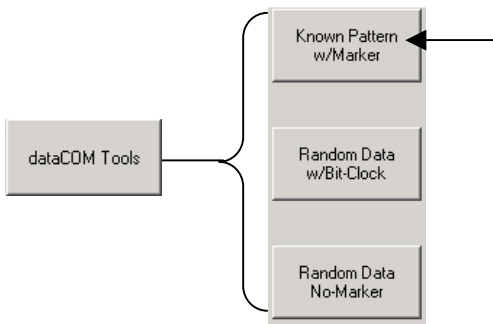 Known Pattern
w/Marker
dataCOM Tools
Random Data
w/Bit-Clock
Random Data
No-Marker